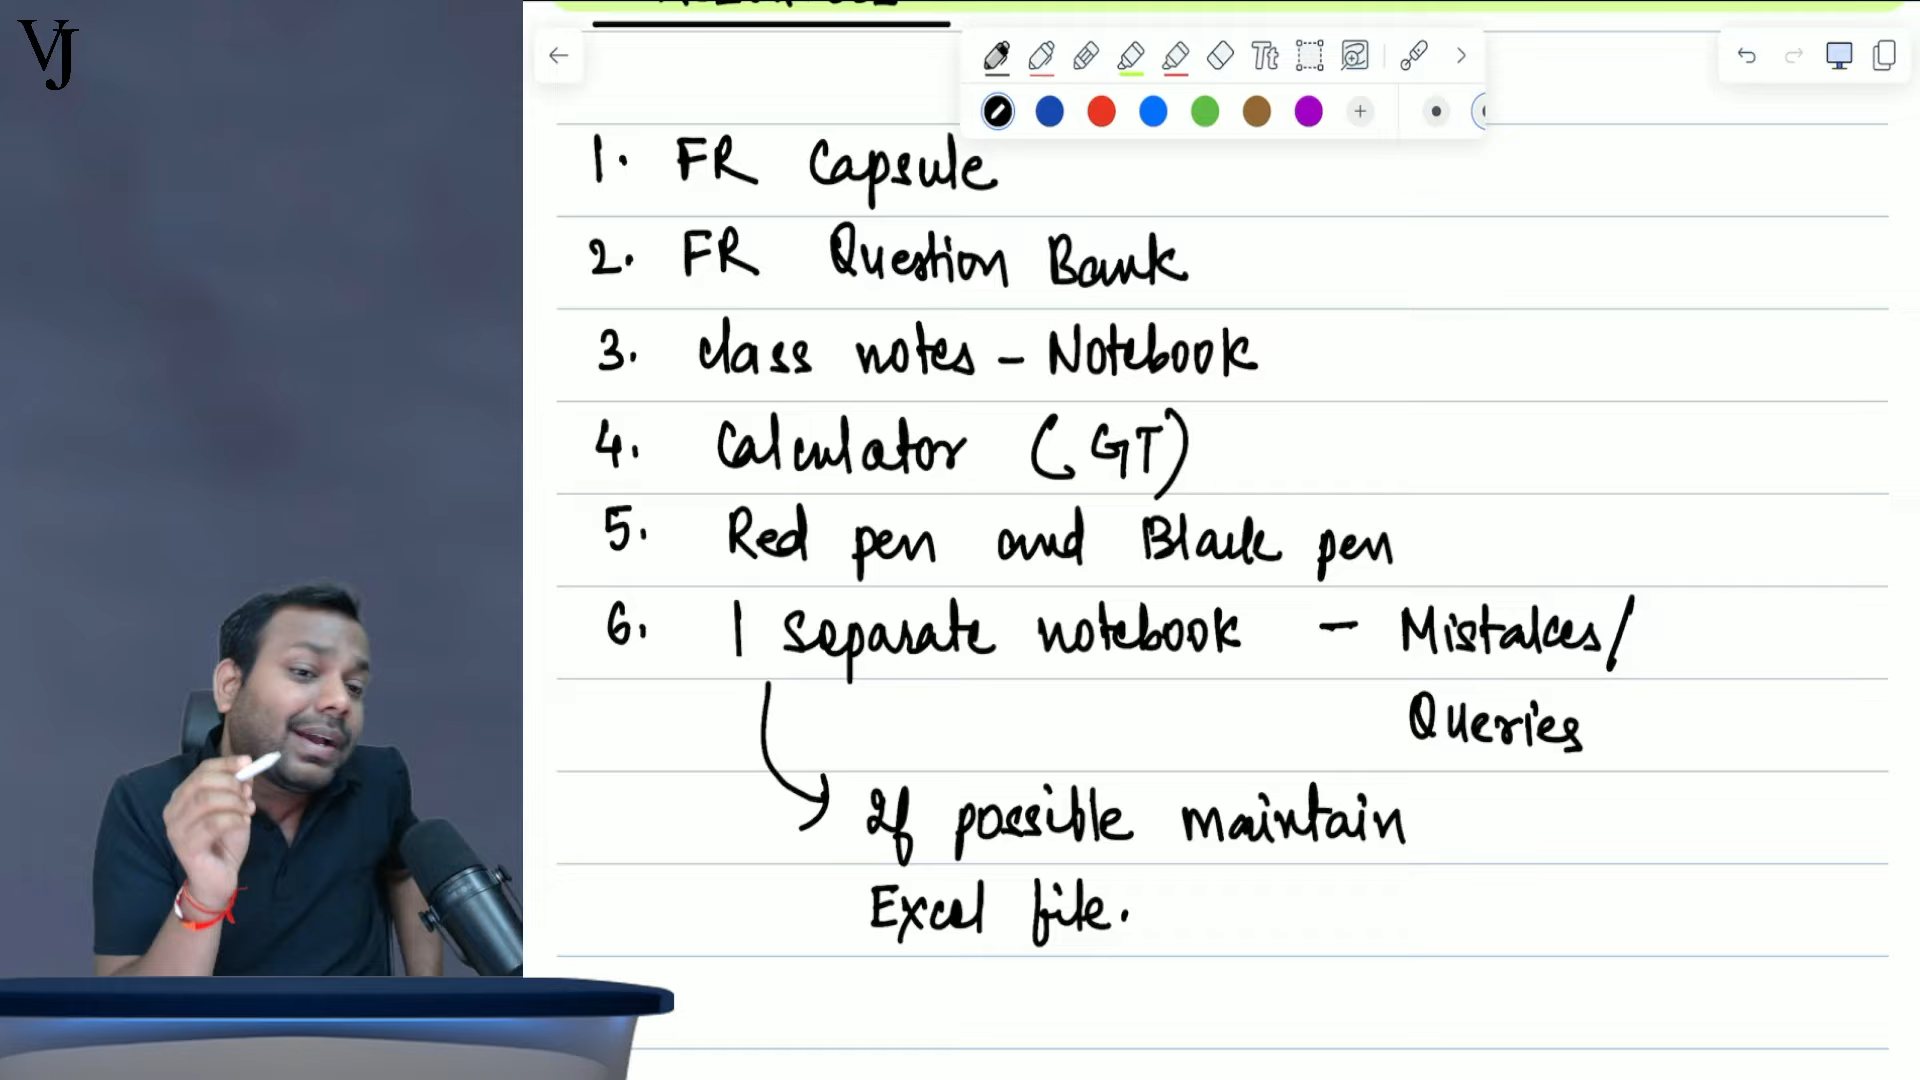 VJ
Tt
1. FR Capsule
2. FR Question Bank
3. class notes - Notebook
4. Calculator (GT)
5. Red pen and Black pen
6. 1 separate notebook - Mistakes/
Queries
If possible maintain
Excel file.